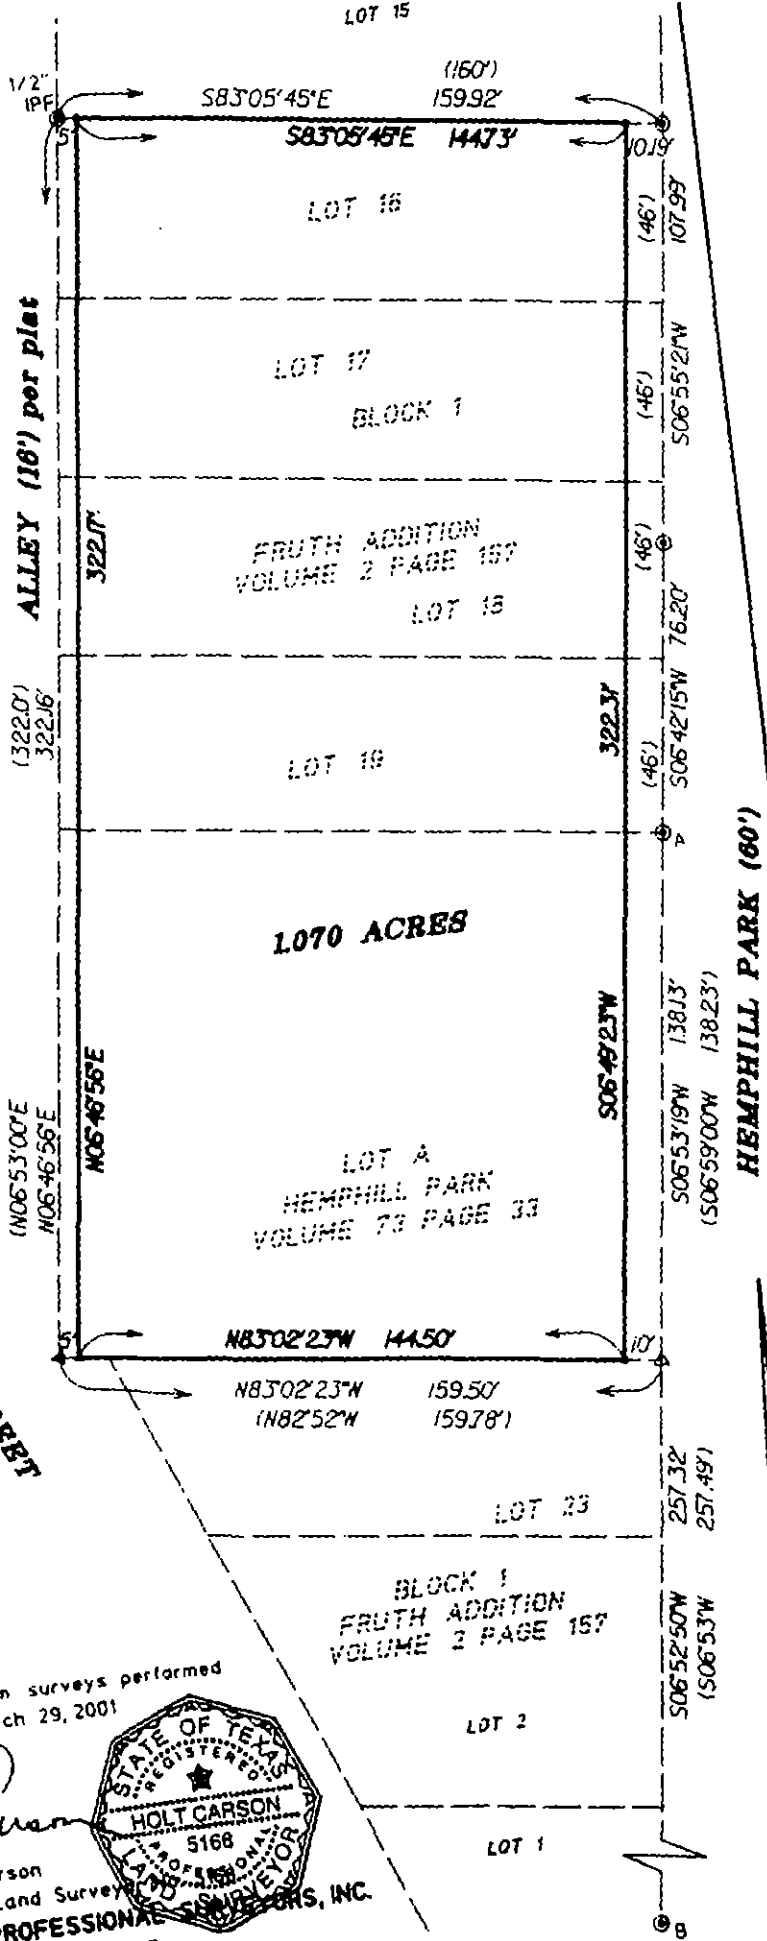 LOT 15
1/2"
IPF
(160')
S83°05'45"E 159.92'
5'
S83°05'45"E 144.73'
10.19'
LOT 16
(46')
107.99'
ALLEY (16') por plat
LOT 17
BLOCK 1
(46')
S06°55'21"W
322.17'
FRUTH ADDITION
VOLUME 2 PAGE 157
LOT 18
(46')
76.20'
(322.0')
322.16'
LOT 19
322.31'
(46')
S06°42'15"W
A
1.070 ACRES
HEMPHILL PARK (60')
138.13'
138.23')
(N06°53'00"E
N06°46'56"E
N06°46'56"E
S06°49'23"W
S06°53'19"W
(S06°59'00"W
LOT A
HEMPHILL PARK
VOLUME 73 PAGE 33
5'
N83°02'23"W 144.50'
10'
N83°02'23"W 159.50'
(N82°52'W 159.78')
257.32'
257.49')
LOT 23
BLOCK 1
FRUTH ADDITION
VOLUME 2 PAGE 157
S06°52'50"W
(S06°53'W
LOT 2
n surveys performed
ch 29, 2001
STATE OF TEXAS
REGISTERED
HOLT CARSON
5166
PROFESSIONAL
LAND SURVEYOR
LOT 1
rson
Land Surveyor
PROFESSIONAL SURVEYORS, INC.
B